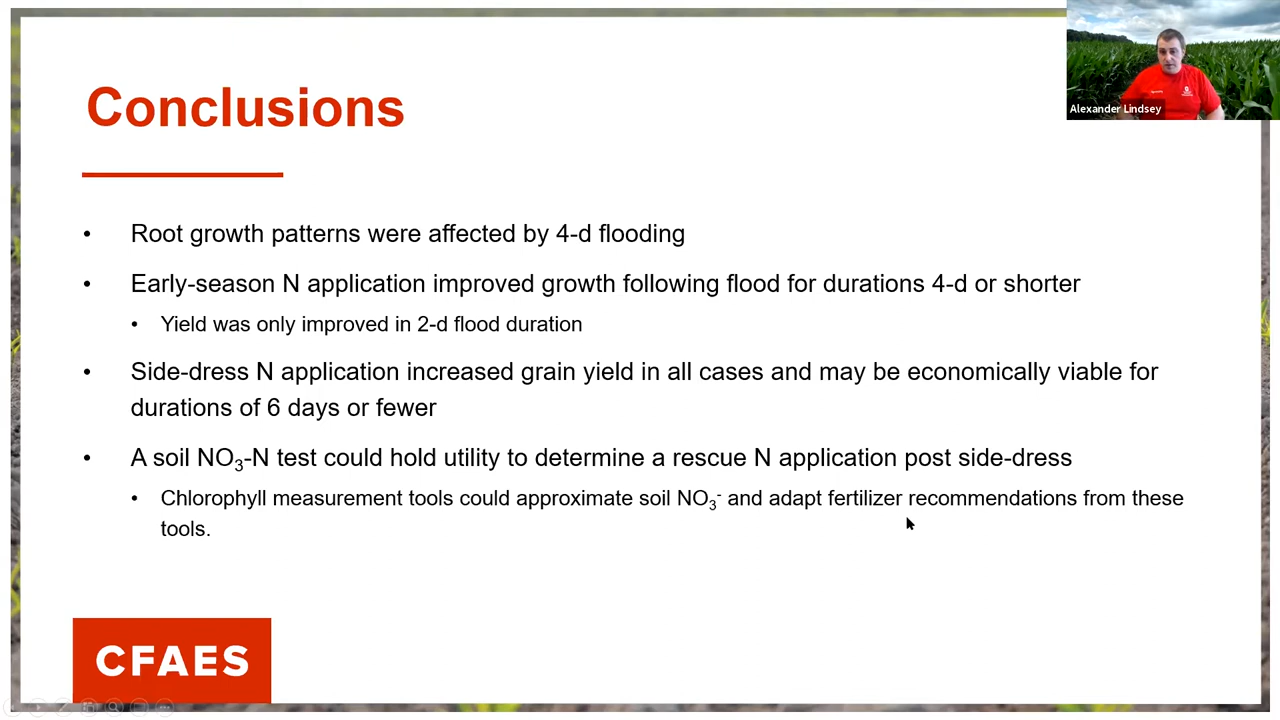 Conclusions
Alexander Lindsey
• Root growth patterns were affected by 4-d flooding
• Early-season N application improved growth following flood for durations 4-d or shorter
• Yield was only improved in 2-d flood duration
• Side-dress N application increased grain yield in all cases and may be economically viable for
durations of 6 days or fewer
• A soil NO₃-N test could hold utility to determine a rescue N application post side-dress
• Chlorophyll measurement tools could approximate soil NO₃⁻ and adapt fertilizer recommendations from these
tools.
CFAES